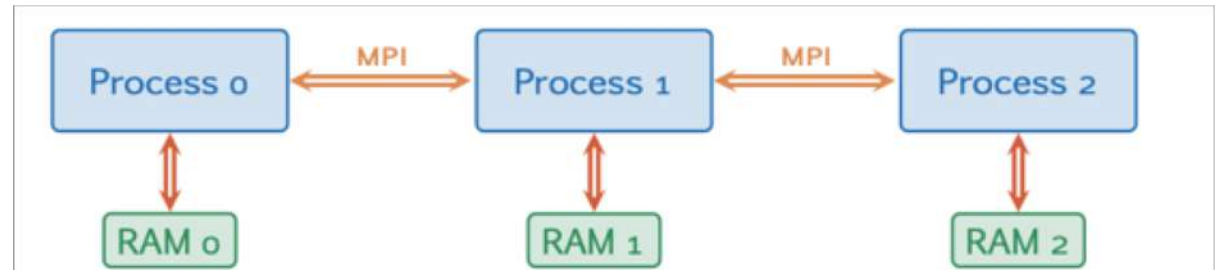 MPI MPI
Process 0 Process 1 Process 2
RAM 0 RAM 1 RAM 2